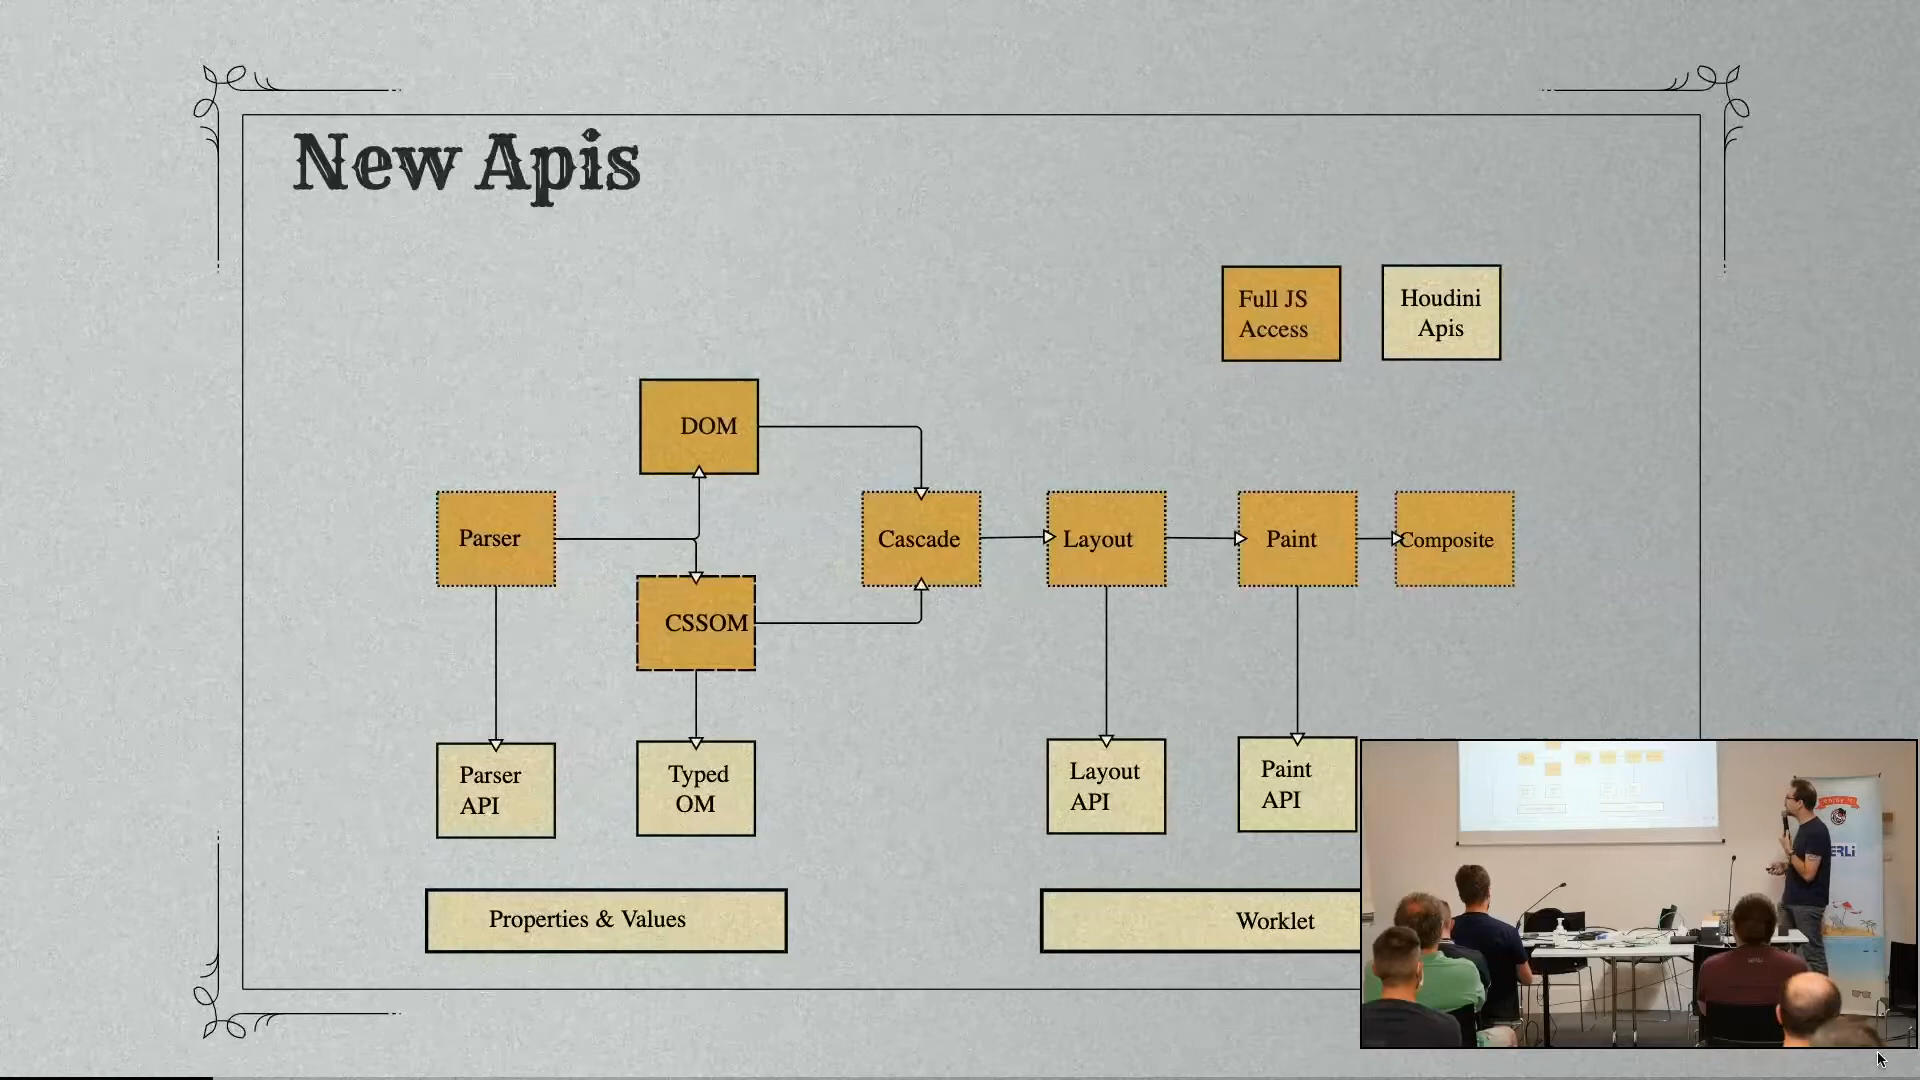 New Apis
Full JS
Access
Houdini
Apis
DOM
Parser
Cascade
Layout
Paint
Composite
CSSOM
Parser
API
Typed
OM
Layout
API
Paint
API
Properties & Values
Worklet